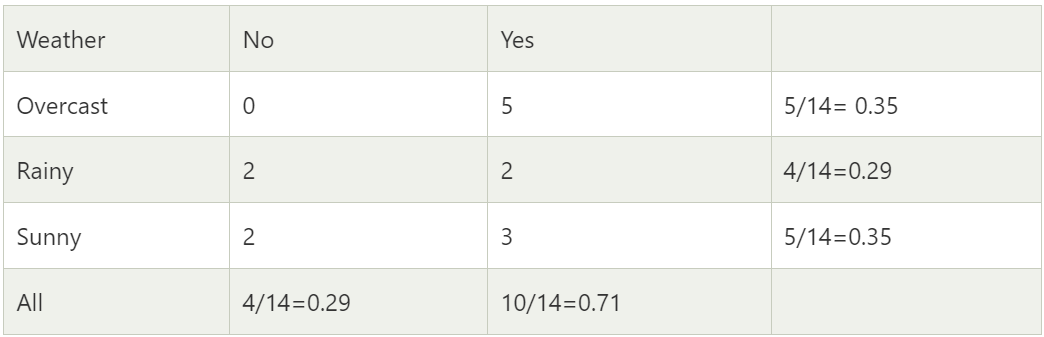 Weather No Yes
Overcast 0 5 5/14= 0.35
Rainy 2 2 4/14=0.29
Sunny 2 3 5/14=0.35
All 4/14=0.29 10/14=0.71